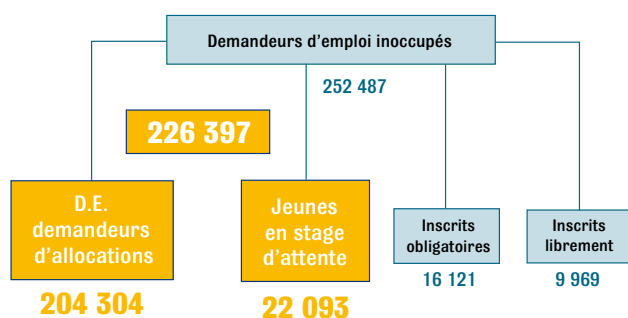 Demandeurs d'emploi inoccupés
252 487
226 397
D.E.
demandeurs
d'allocations
204 304
Jeunes
en stage
d'attente
22 093
Inscrits
obligatoires
16 121
Inscrits
librement
9 969